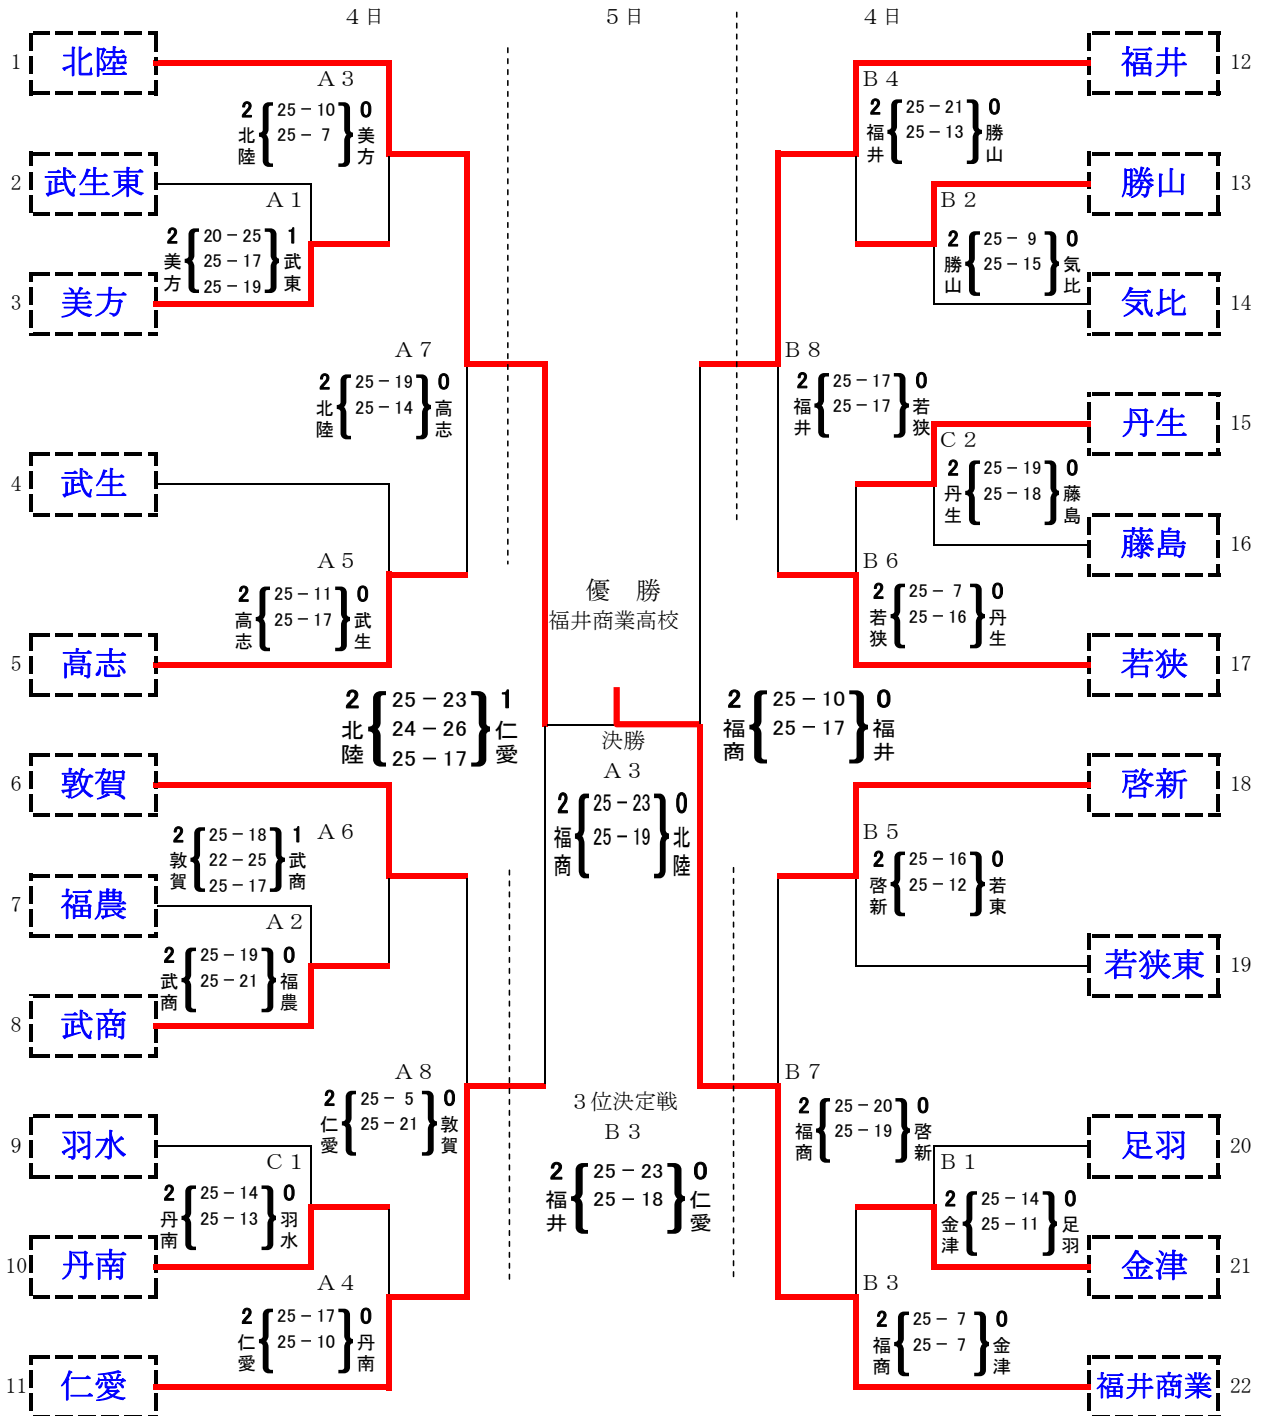 4日
5日
4日
1 北陸
2 武生東
3 美方
4 武生
5 高志
6 敦賀
7 福農
8 武商
9 羽水
10 丹南
11 仁愛
A3
2 北陸 0 美方
25－10
25－ 7
A1
2 美方 1 武東
20－25
25－17
25－19
A7
2 北陸 0 高志
25－19
25－14
A5
2 高志 0 武生
25－11
25－17
2 北陸 1 仁愛
25－23
24－26
25－17
A6
2 敦賀 1 武商
25－18
22－25
25－17
A2
2 武商 0 福農
25－19
25－21
A8
2 仁愛 0 敦賀
25－ 5
25－21
C1
2 丹南 0 羽水
25－14
25－13
A4
2 仁愛 0 丹南
25－17
25－10
優 勝
福井商業高校
決勝
A3
2 福商 0 北陸
25－23
25－19
3位決定戦
B3
2 福井 0 仁愛
25－23
25－18
B4
2 福井 0 勝山
25－21
25－13
B2
2 勝山 0 気比
25－ 9
25－15
B8
2 福井 0 若狭
25－17
25－17
C2
2 丹生 0 藤島
25－19
25－18
B6
2 若狭 0 丹生
25－ 7
25－16
2 福商 0 福井
25－10
25－17
B5
2 啓新 0 若東
25－16
25－12
B7
2 福商 0 啓新
25－20
25－19
B1
2 金津 0 足羽
25－14
25－11
B3
2 福商 0 金津
25－ 7
25－ 7
福井 12
勝山 13
気比 14
丹生 15
藤島 16
若狭 17
啓新 18
若狭東 19
足羽 20
金津 21
福井商業 22